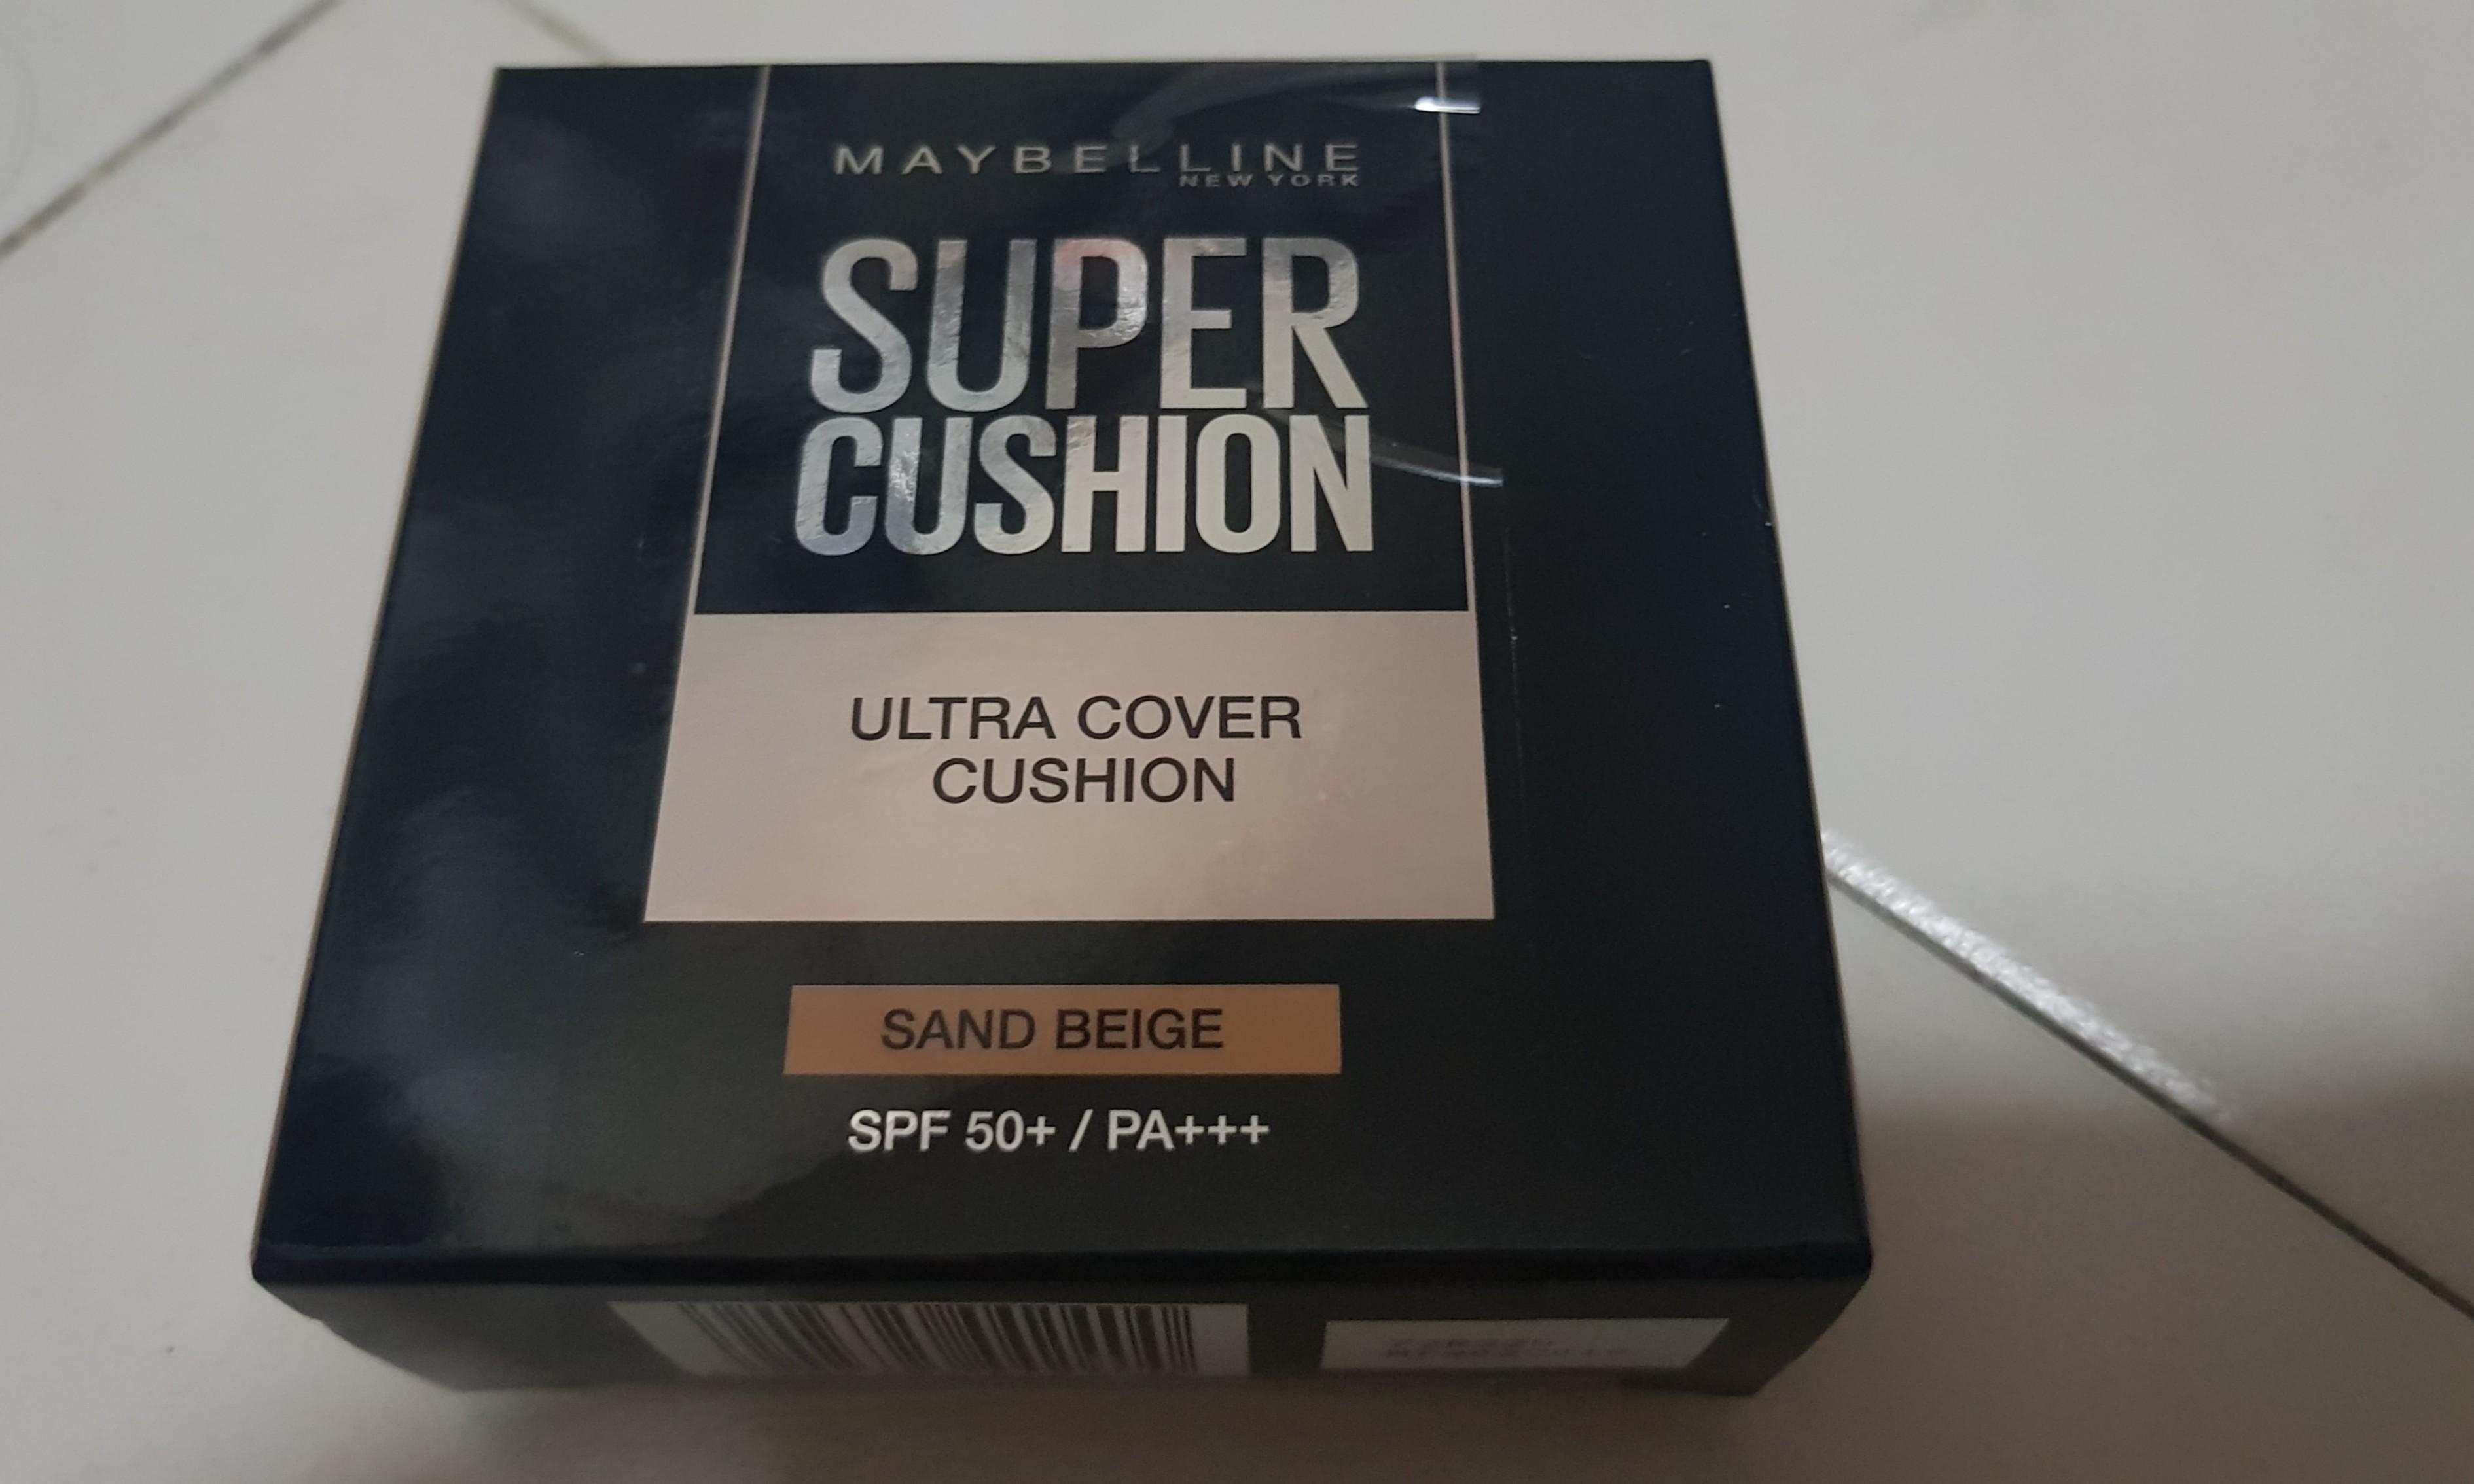 MAYBELLINE
NEW YORK
SUPER
CUSHION
ULTRA COVER
CUSHION
SAND BEIGE
SPF 50+ / PA+++